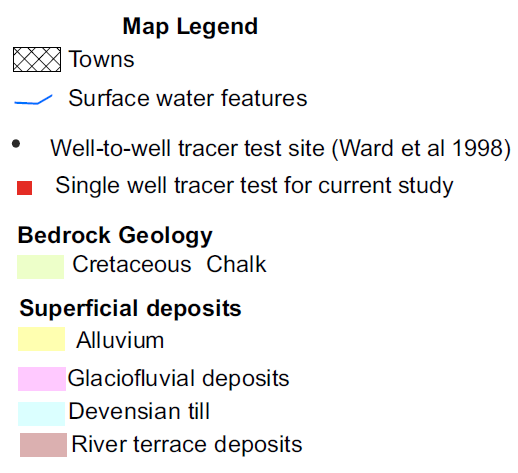 Map Legend
Towns
Surface water features
Well-to-well tracer test site (Ward et al 1998)
Single well tracer test for current study
Bedrock Geology
Cretaceous Chalk
Superficial deposits
Alluvium
Glaciofluvial deposits
Devensian till
River terrace deposits